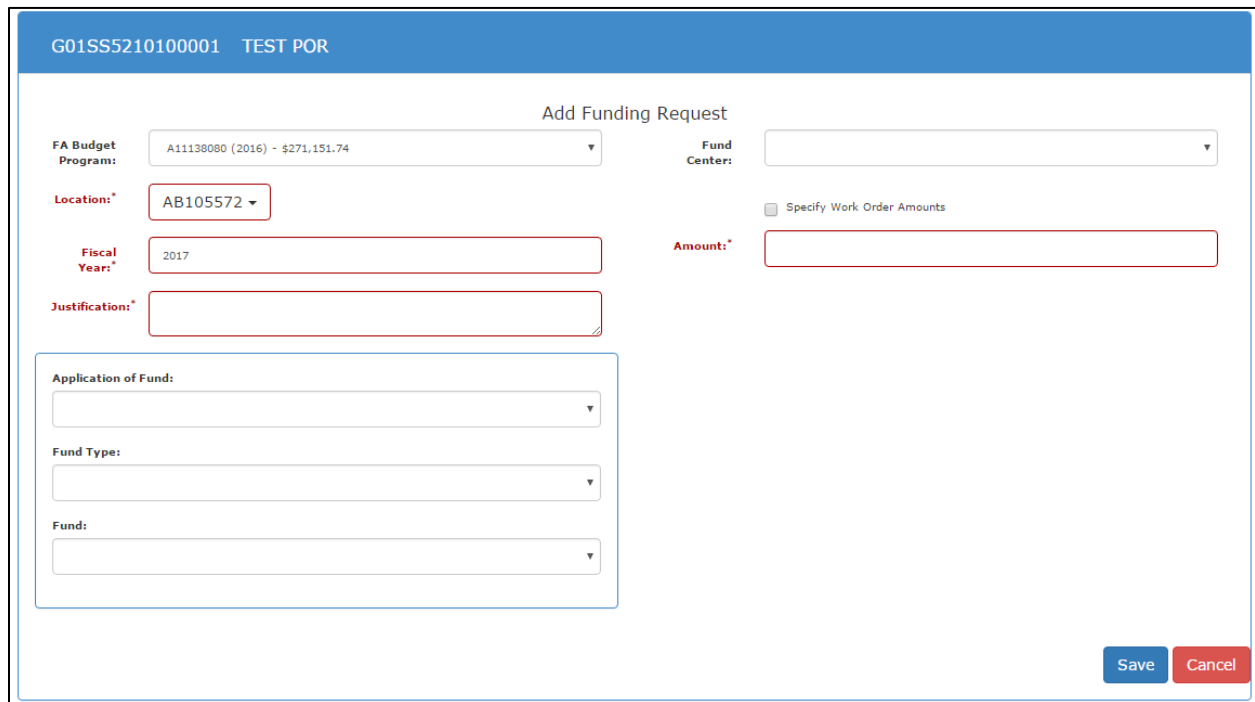 G01SS5210100001 TEST POR
Add Funding Request
FA Budget
Program:
A11138080 (2016) - $271,151.74
Fund
Center:
Location:*
AB105572
Specify Work Order Amounts
Fiscal
Year:*
2017
Amount:*
Justification:*
Application of Fund:
Fund Type:
Fund:
Save
Cancel